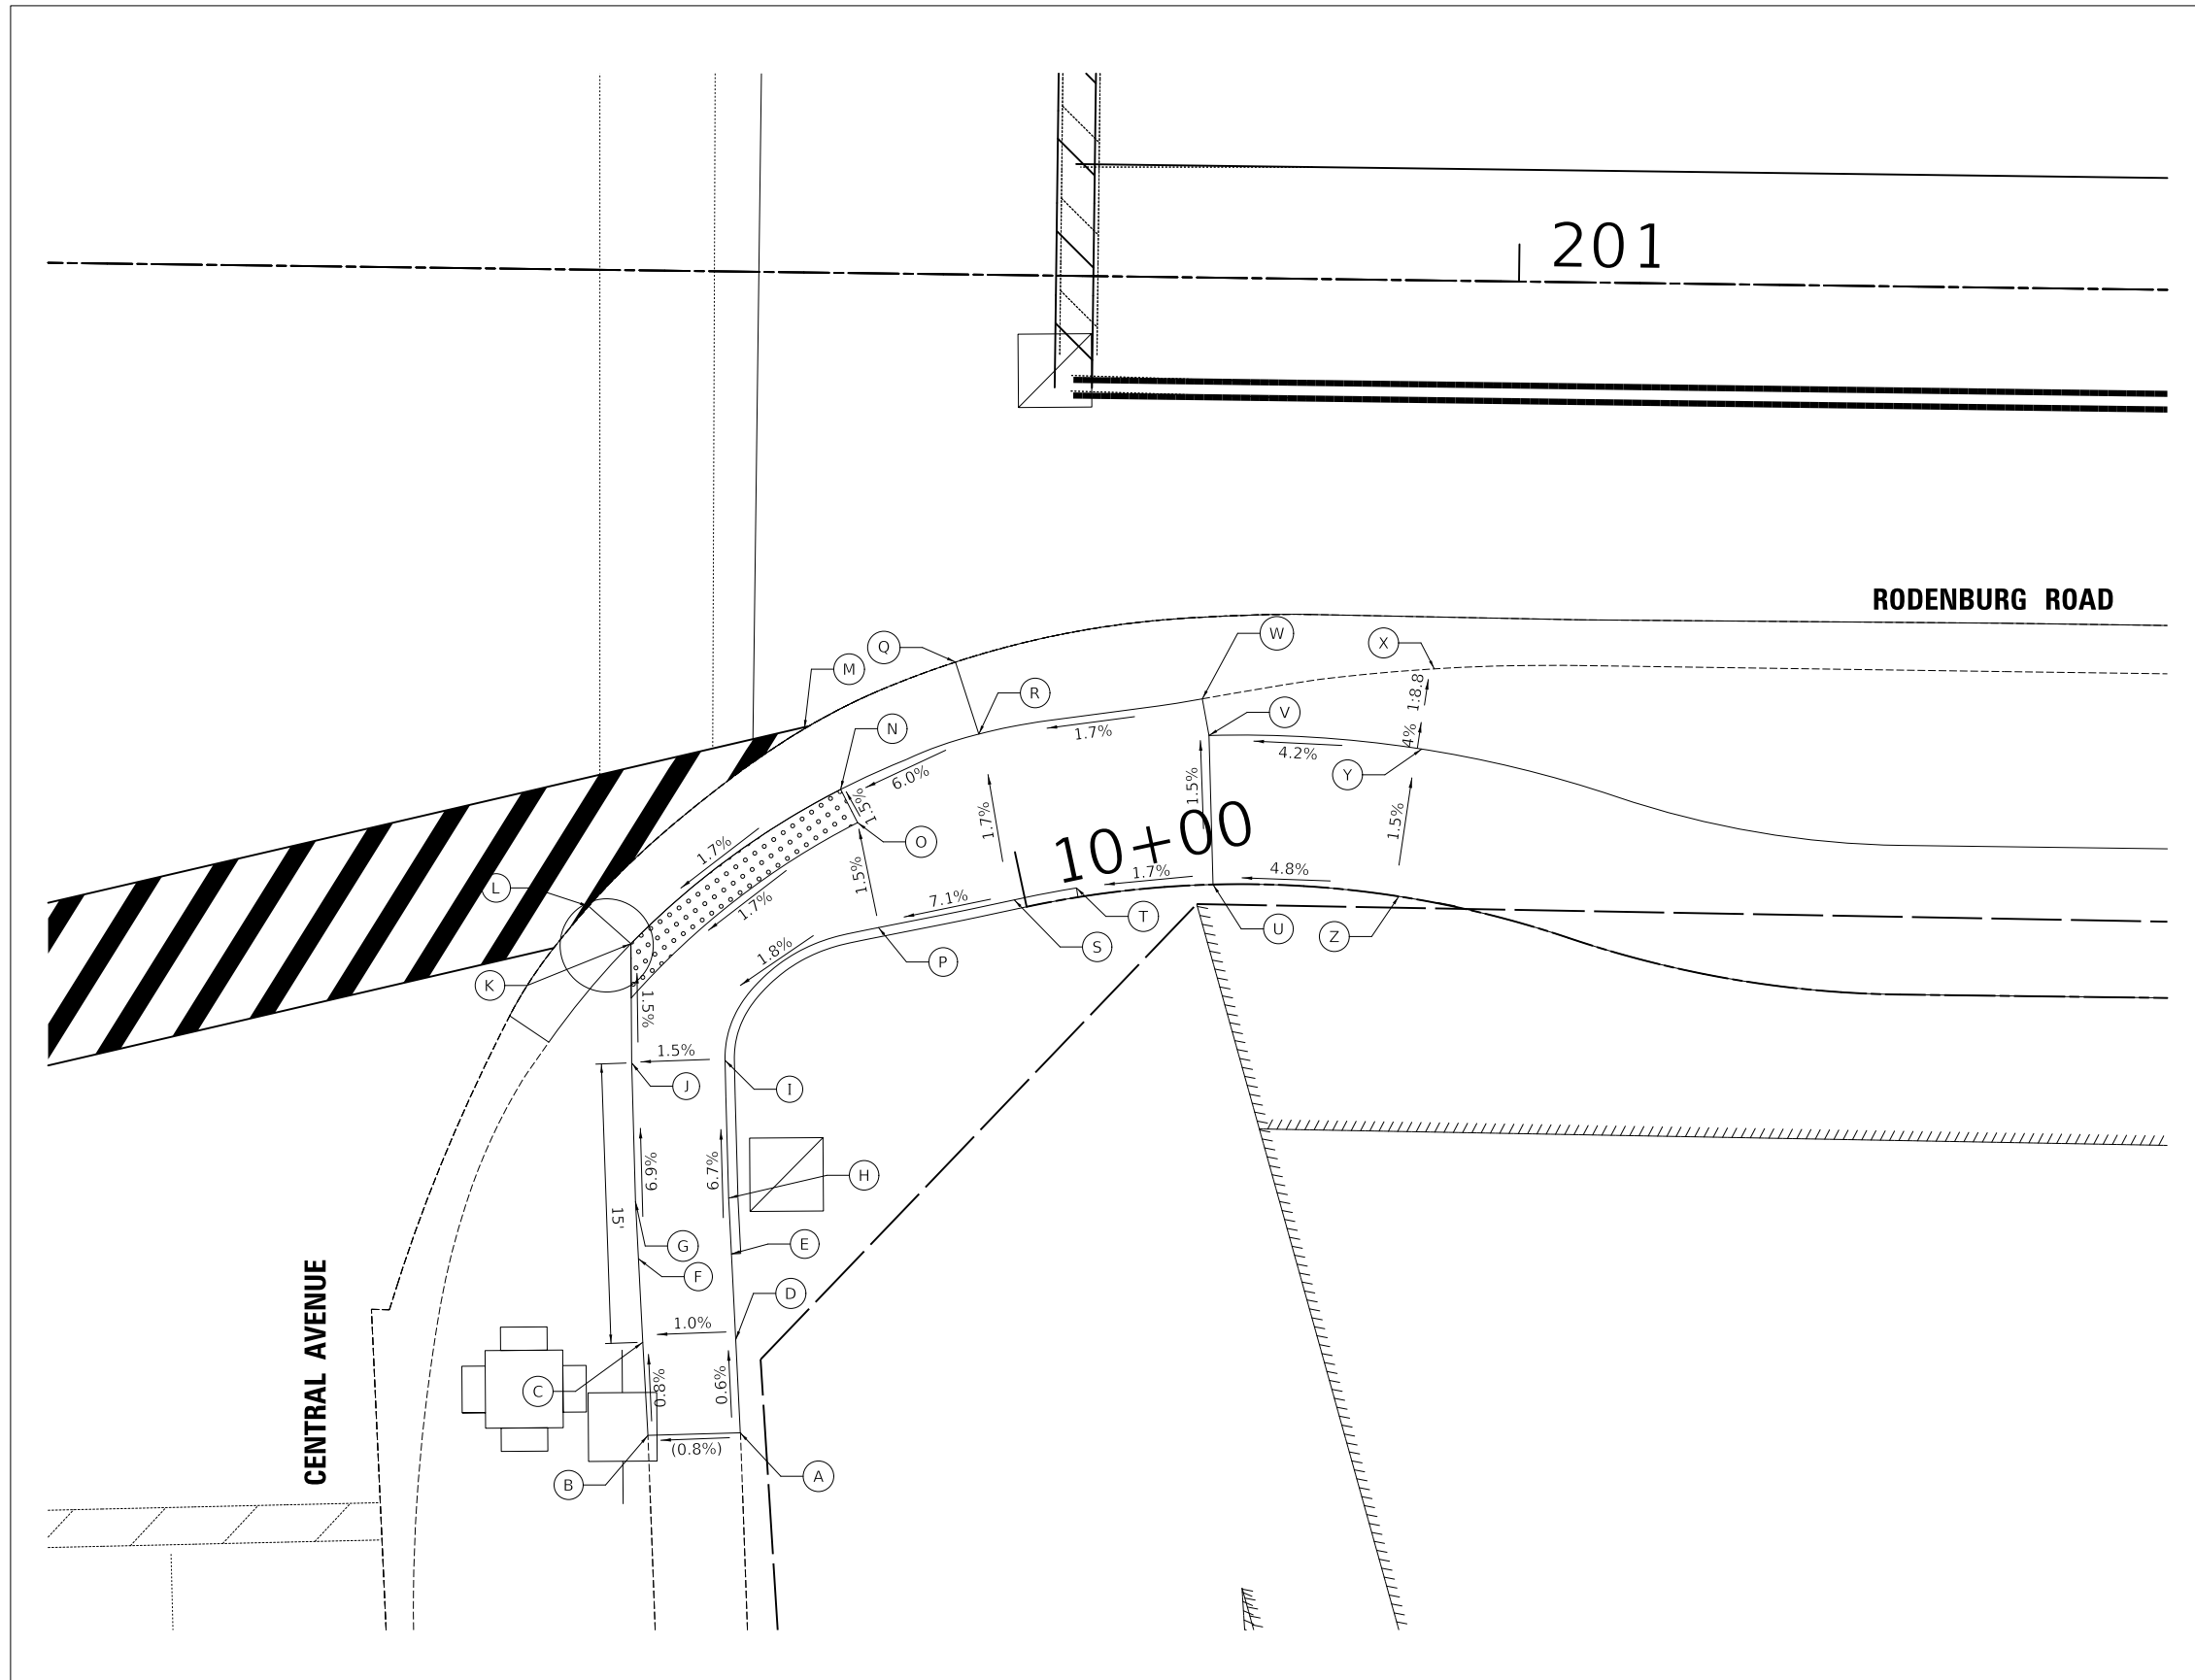 201
RODENBURG ROAD
W
X
Q
M
1:8.8
R
V
N
1.7%
4%
4.2%
6.0%
Y
1.5%
1.5%
1.7%
1.5%
O
10+00
1.7%
1.5%
1.7%
4.8%
L
1.7%
7.1%
T
U
Z
1.8%
S
P
K
1.5%
1.5%
J
I
6.9%
6.7%
H
15'
G
E
F
D
1.0%
CENTRAL AVENUE
C
0.8%
0.6%
(0.8%)
B
A